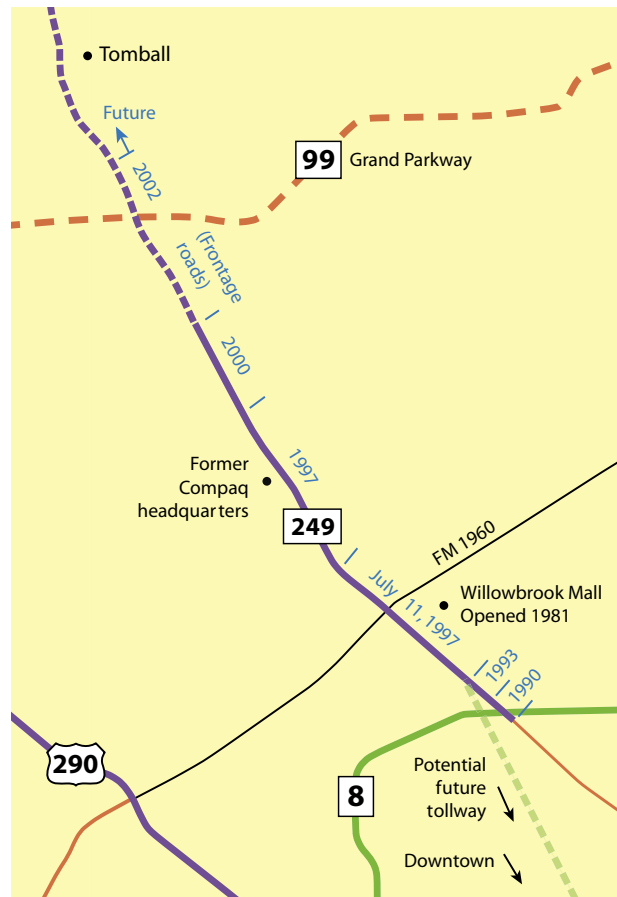 Tomball
Future
2002
99
Grand Parkway
(Frontage
roads)
2000
1997
Former
Compaq
headquarters
249
FM 1960
July 11, 1997
Willowbrook Mall
Opened 1981
1993
1990
290
8
Potential
future
tollway
Downtown